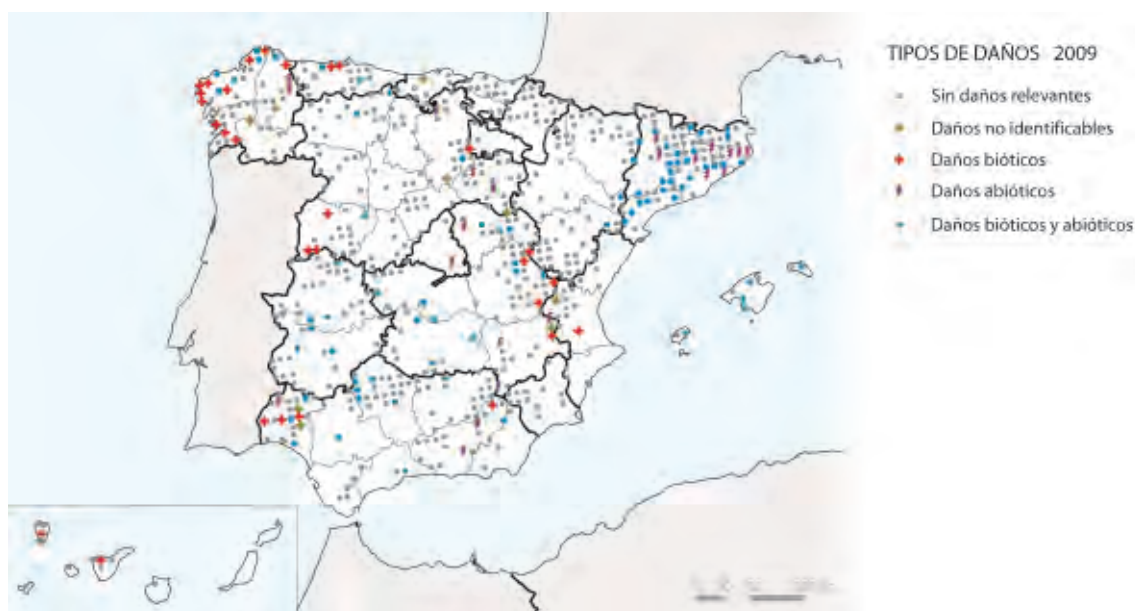 TIPOS DE DAÑOS 2009
Sin daños relevantes
Daños no identificables
Daños bióticos
Daños abióticos
Daños bióticos y abióticos